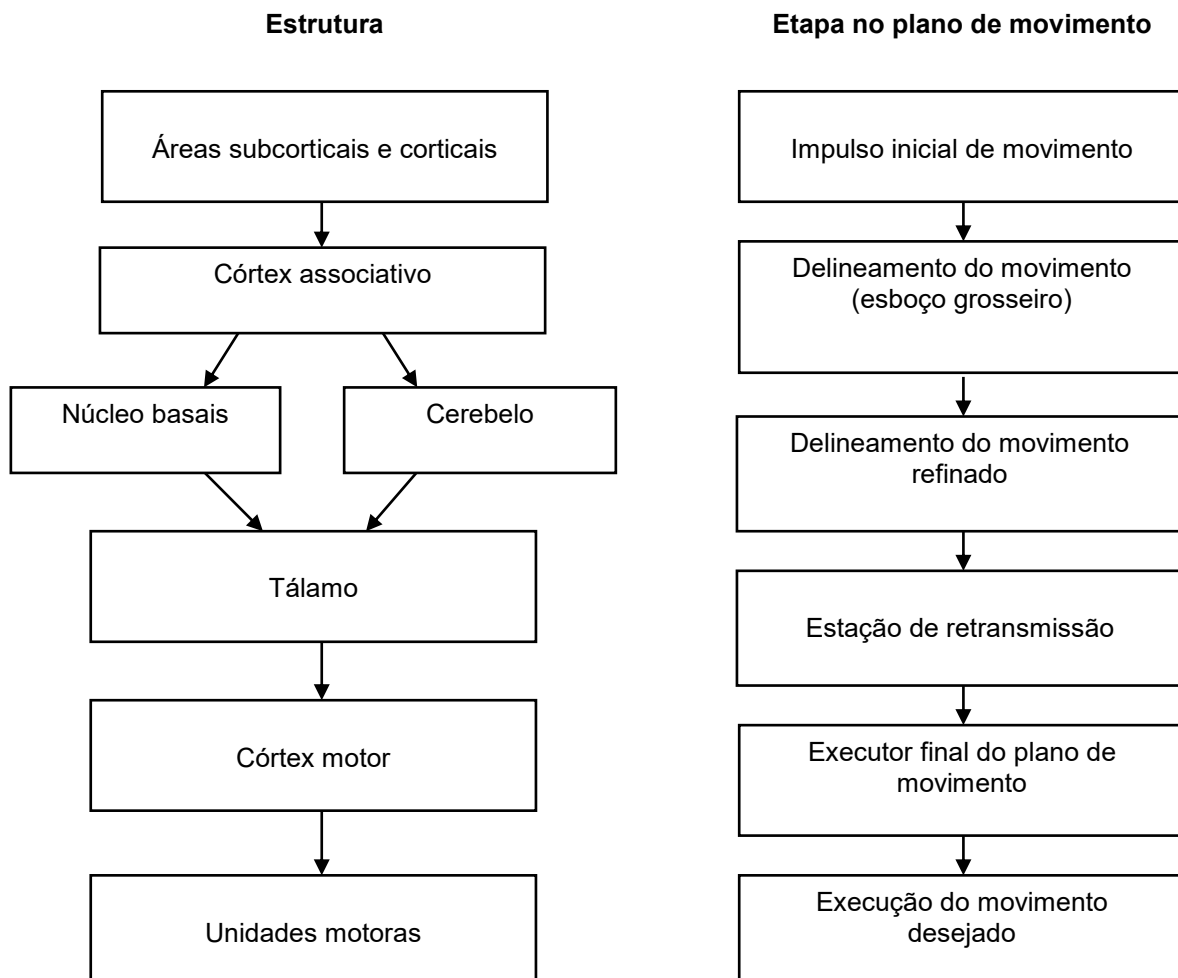 Estrutura
Áreas subcorticais e corticais
Córtex associativo
Núcleo basais
Cerebelo
Tálamo
Córtex motor
Unidades motoras
Etapa no plano de movimento
Impulso inicial de movimento
Delineamento do movimento
(esboço grosseiro)
Delineamento do movimento
refinado
Estação de retransmissão
Executor final do plano de
movimento
Execução do movimento
desejado